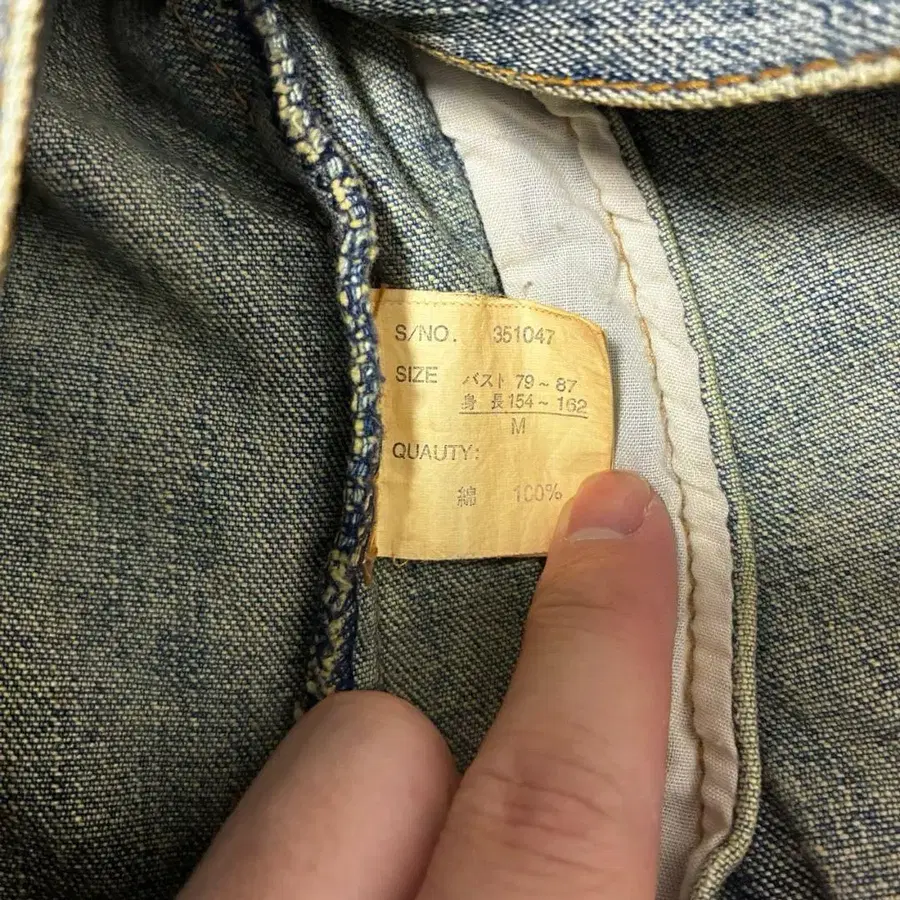 S/NO. 351047
SIZE バスト 79~87
身 長 154~162
M
QUAUTY:
綿 100%